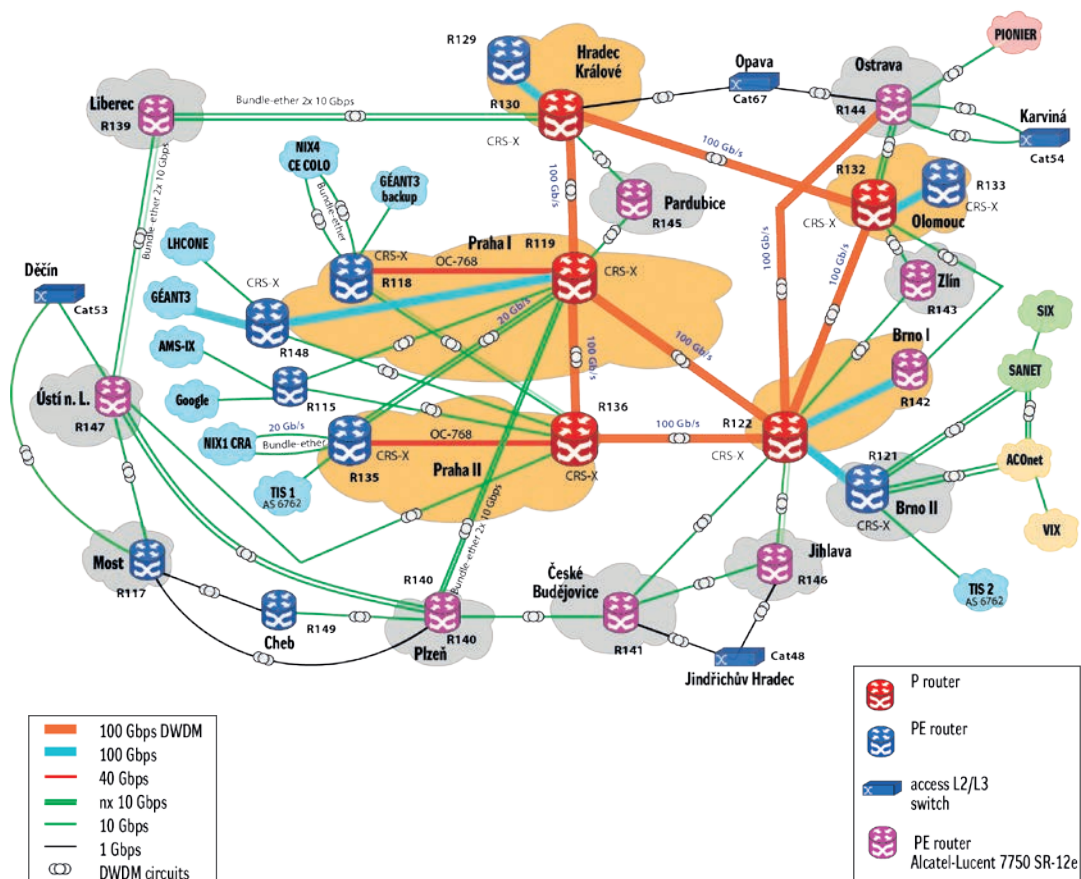 R129
Hradec
Králové
Opava
Ostrava
PIONIER
Liberec
R139
Bundle-ether 2x 10 Gbps
R130
CRS-X
Cat67
R144
Karviná
Cat54
NIX4
CE COLO
GÉANT3
backup
Bundle-ether
Bundle-ether 2x 10 Gbps
100 Gb/s
100 Gb/s
R132
R133
CRS-X
CRS-X
Olomouc
Pardubice
R145
LHCONE
CRS-X
Praha I
R119
CRS-X
OC-768
R118
CRS-X
100 Gb/s
100 Gb/s
Zlín
R143
Děčín
Cat53
GÉANT3
R148
20 Gb/s
SIX
AMS-IX
100 Gb/s
100 Gb/s
Brno I
R142
SANET
Google
R115
Ústí n. L.
R147
R136
R122
100 Gb/s
20 Gb/s
NIX1 CRA
Bundle-ether
OC-768
CRS-X
R135
Praha II
CRS-X
CRS-X
R121
Brno II
CRS-X
ACOnet
TIS 1
AS 6762
VIX
Bundle-ether 2x 10 Gbps
Most
R117
R140
České
Budějovice
Jihlava
R146
TIS 2
AS 6762
R149
Cheb
R140
Plzeň
R141
Cat48
Jindřichův Hradec
100 Gbps DWDM
100 Gbps
40 Gbps
nx 10 Gbps
10 Gbps
1 Gbps
DWDM circuits
P router
PE router
access L2/L3
switch
PE router
Alcatel-Lucent 7750 SR-12e